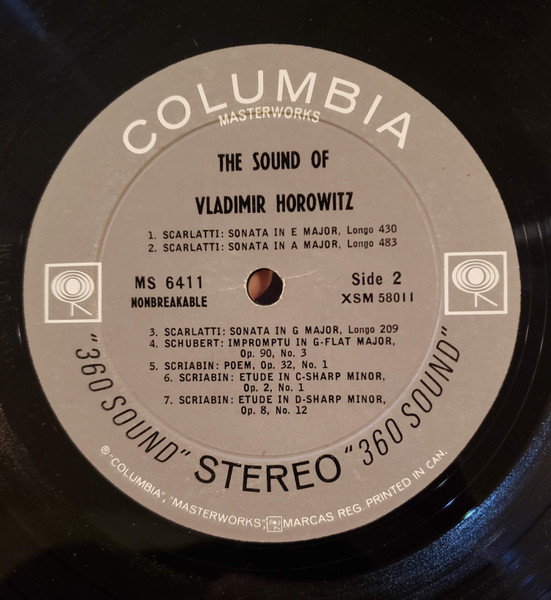 COLUMBIA
MASTERWORKS
THE SOUND OF
VLADIMIR HOROWITZ
1. SCARLATTI: SONATA IN E MAJOR, Longo 430
2. SCARLATTI: SONATA IN A MAJOR, Longo 483
MS 6411
NONBREAKABLE
Side 2
XSM 58011
3. SCARLATTI: SONATA IN G MAJOR, Longo 209
4. SCHUBERT: IMPROMPTU IN G-FLAT MAJOR,
Op. 90, No. 3
5. SCRIABIN: POEM, Op. 32, No. 1
6. SCRIABIN: ETUDE IN C-SHARP MINOR,
Op. 2, No. 1
7. SCRIABIN: ETUDE IN D-SHARP MINOR,
Op. 8, No. 12
"360 SOUND" STEREO "360 SOUND"
® "COLUMBIA", "MASTERWORKS", MARCAS REG. PRINTED IN CAN.